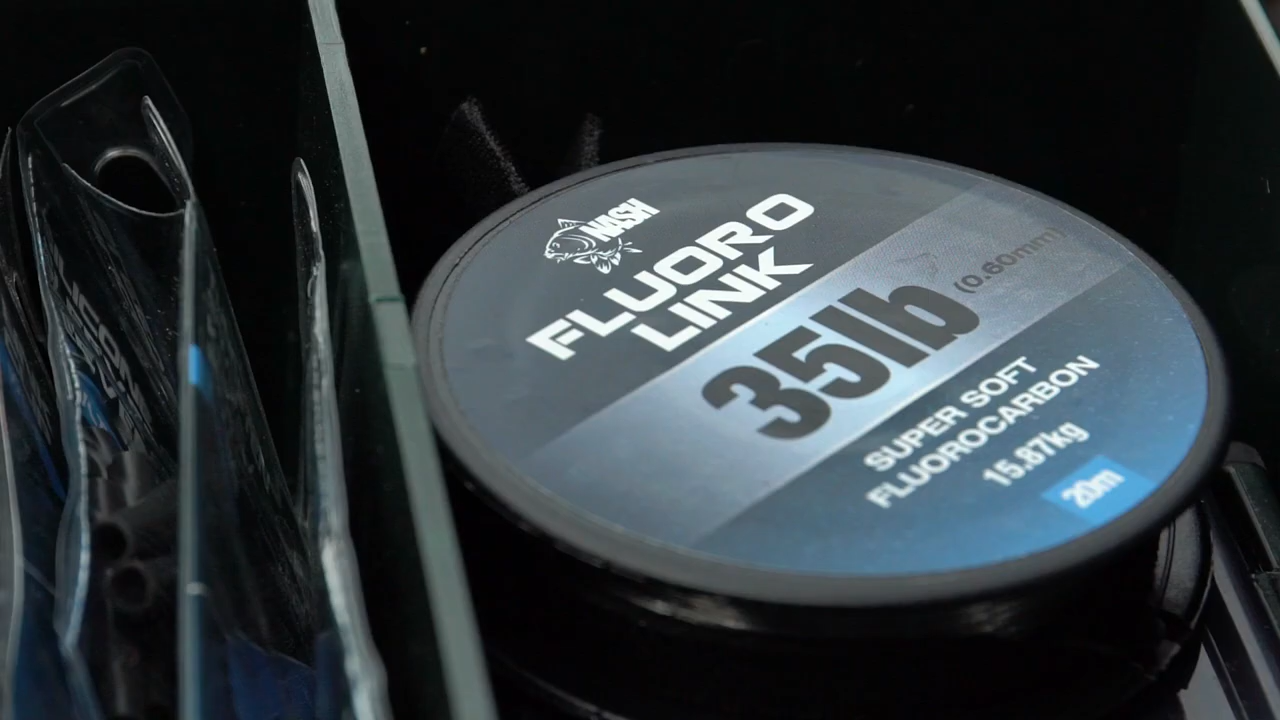 NASH
FLUORO
LINK
35lb
(0.60mm)
SUPER SOFT
FLUOROCARBON
15.87kg
20m